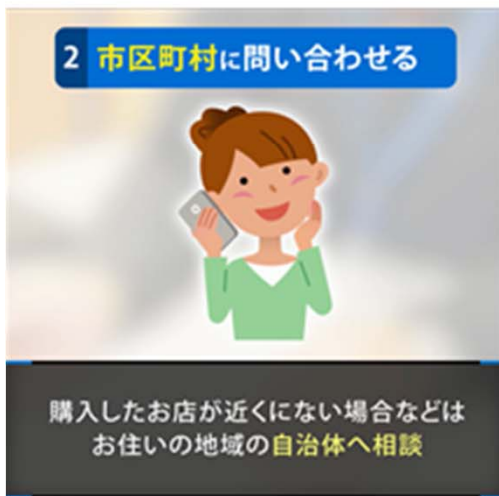 2 市区町村に問い合わせる
購入したお店が近くにない場合などは
お住いの地域の自治体へ相談